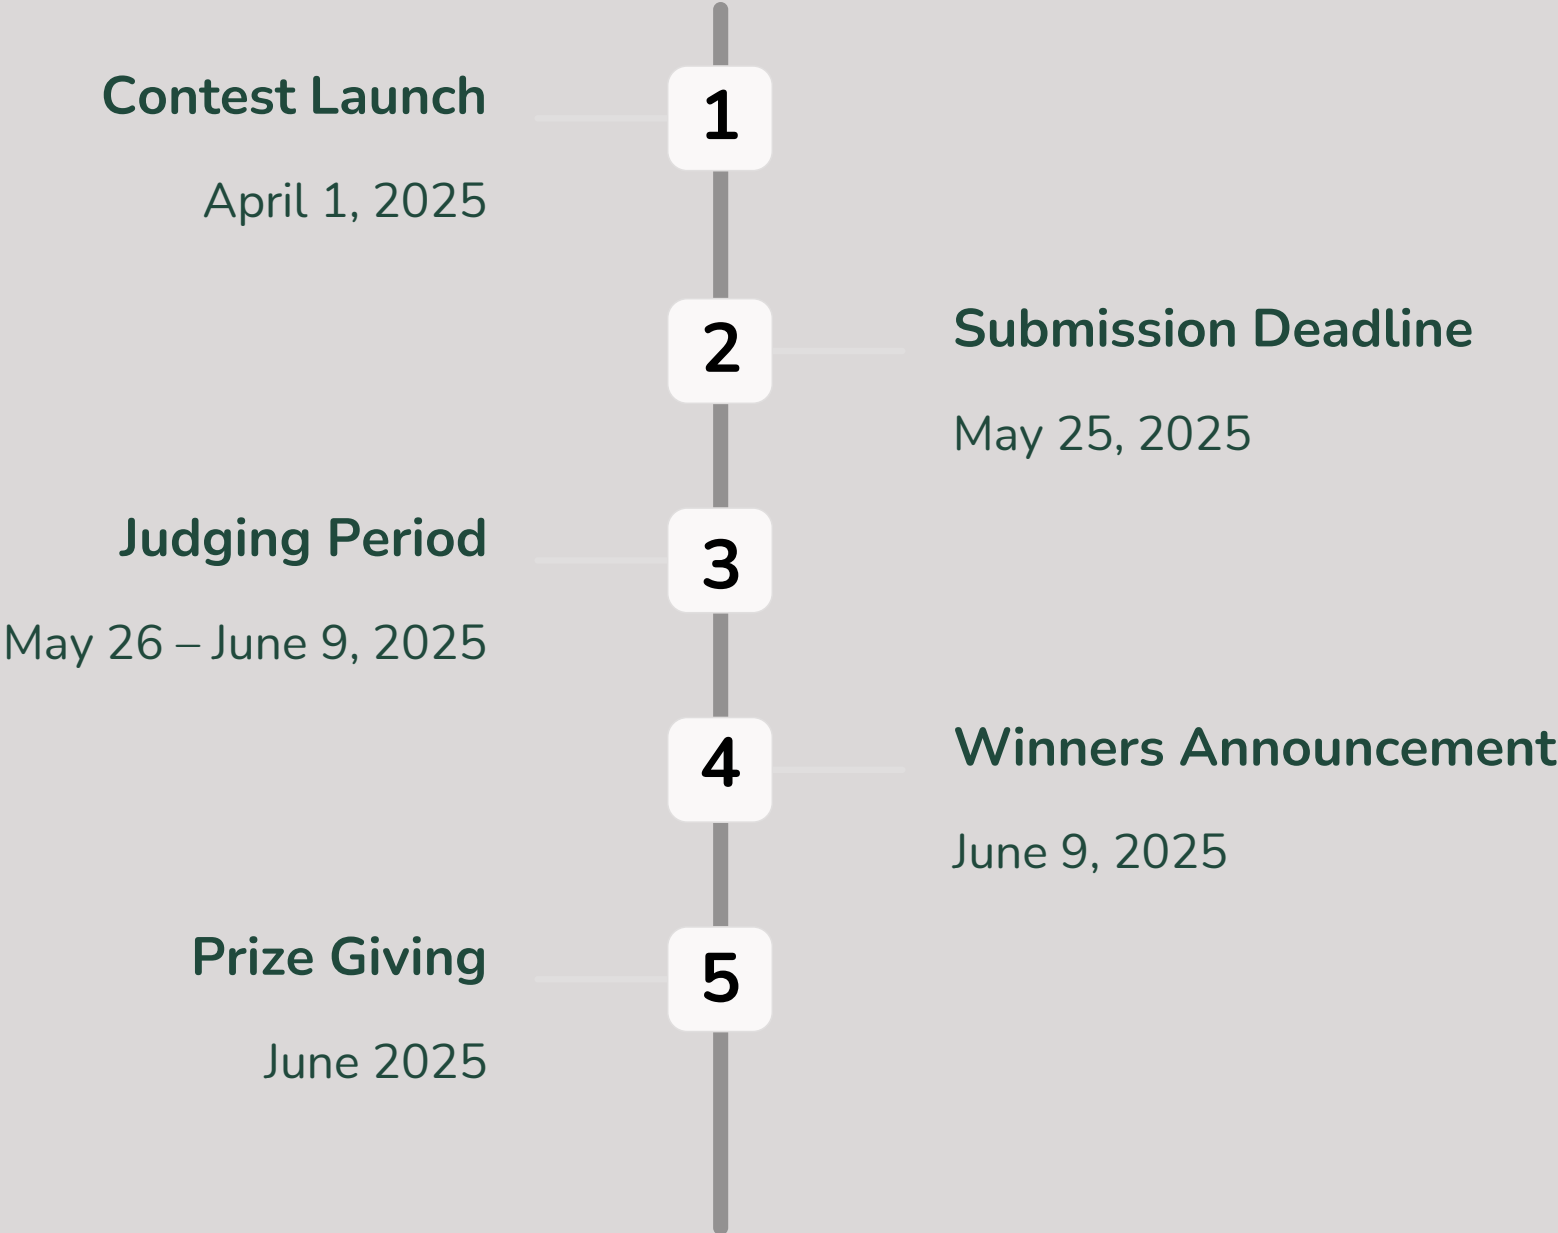 1
Contest Launch
April 1, 2025
2
Submission Deadline
May 25, 2025
3
Judging Period
May 26 – June 9, 2025
4
Winners Announcement
June 9, 2025
5
Prize Giving
June 2025